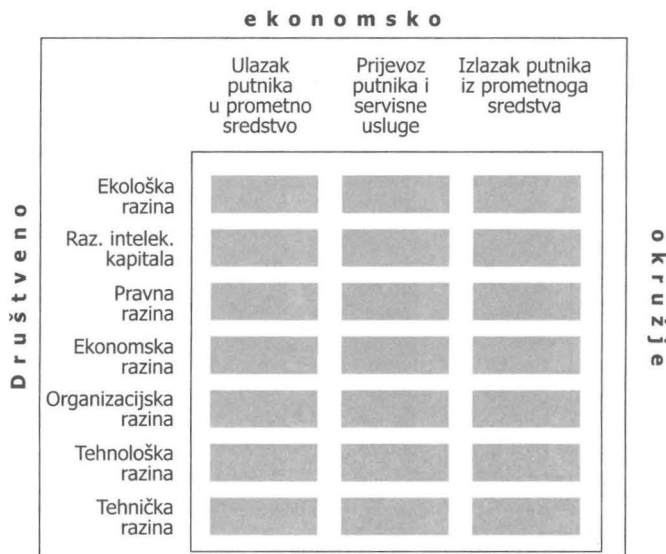 ekonomsko
Društveno
okružje
Ulazak
putnika
u prometno
sredstvo
Prijevoz
putnika i
servisne
usluge
Izlazak putnika
iz prometnoga
sredstva
Ekološka
razina
Raz. intelek.
kapitala
Pravna
razina
Ekonomska
razina
Organizacijska
razina
Tehnološka
razina
Tehnička
razina